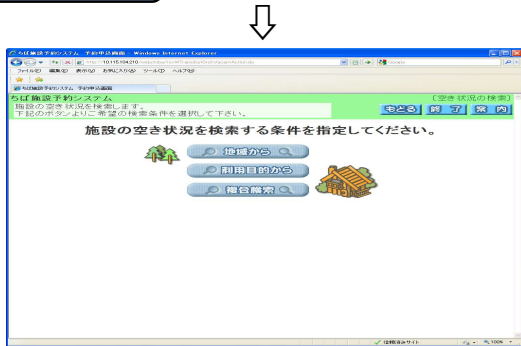 ちば施設予約システム 予約申込画面 - Windows Internet Explorer
ファイル(F) 編集(E) 表示(V) お気に入り(A) ツール(T) ヘルプ(H)
ちば施設予約システム 予約申込画面
ちば施設予約システム
〔空き状況の検索〕
施設の空き状況を検索します。
下記のボタンよりご希望の検索条件を選択して下さい。
もどる 終 了 案 内
施設の空き状況を検索する条件を指定してください。
地域から
利用目的から
複合検索
信頼済みサイト
100%